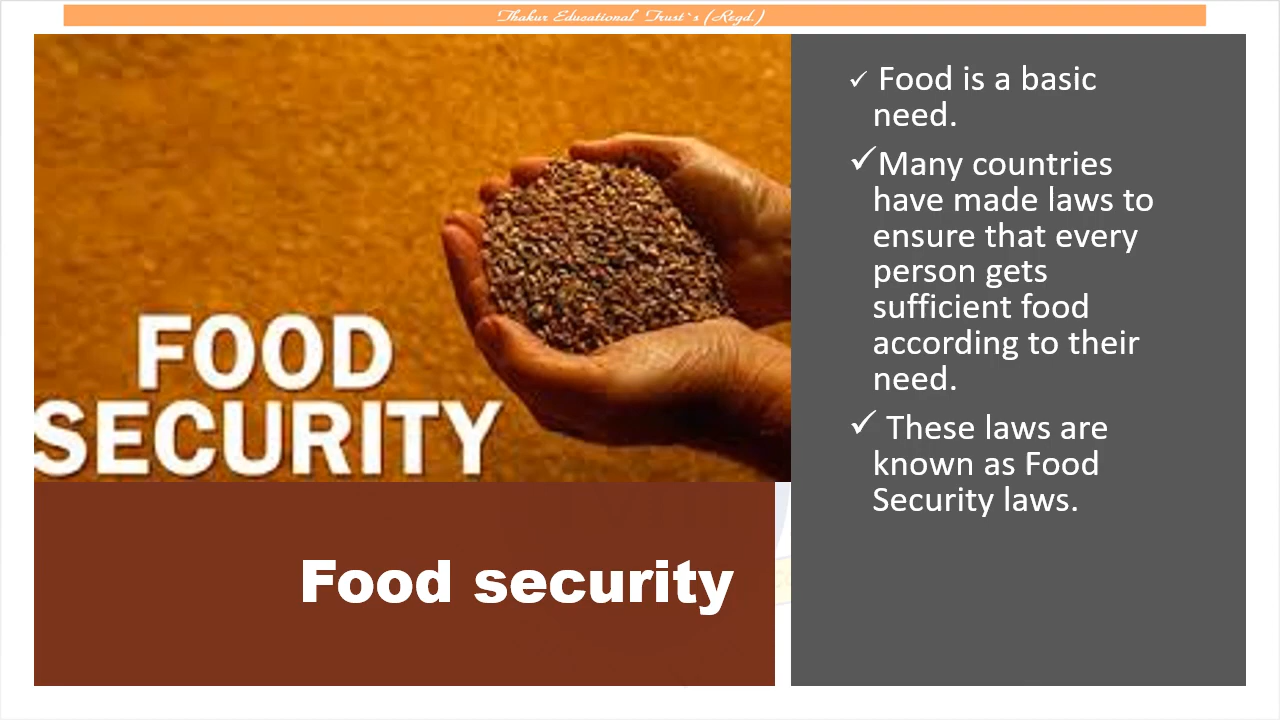 Thakur Educational Trust`s (Regd.)
FOOD
SECURITY
Food security
✓ Food is a basic
need.
✓Many countries
have made laws to
ensure that every
person gets
sufficient food
according to their
need.
✓ These laws are
known as Food
Security laws.